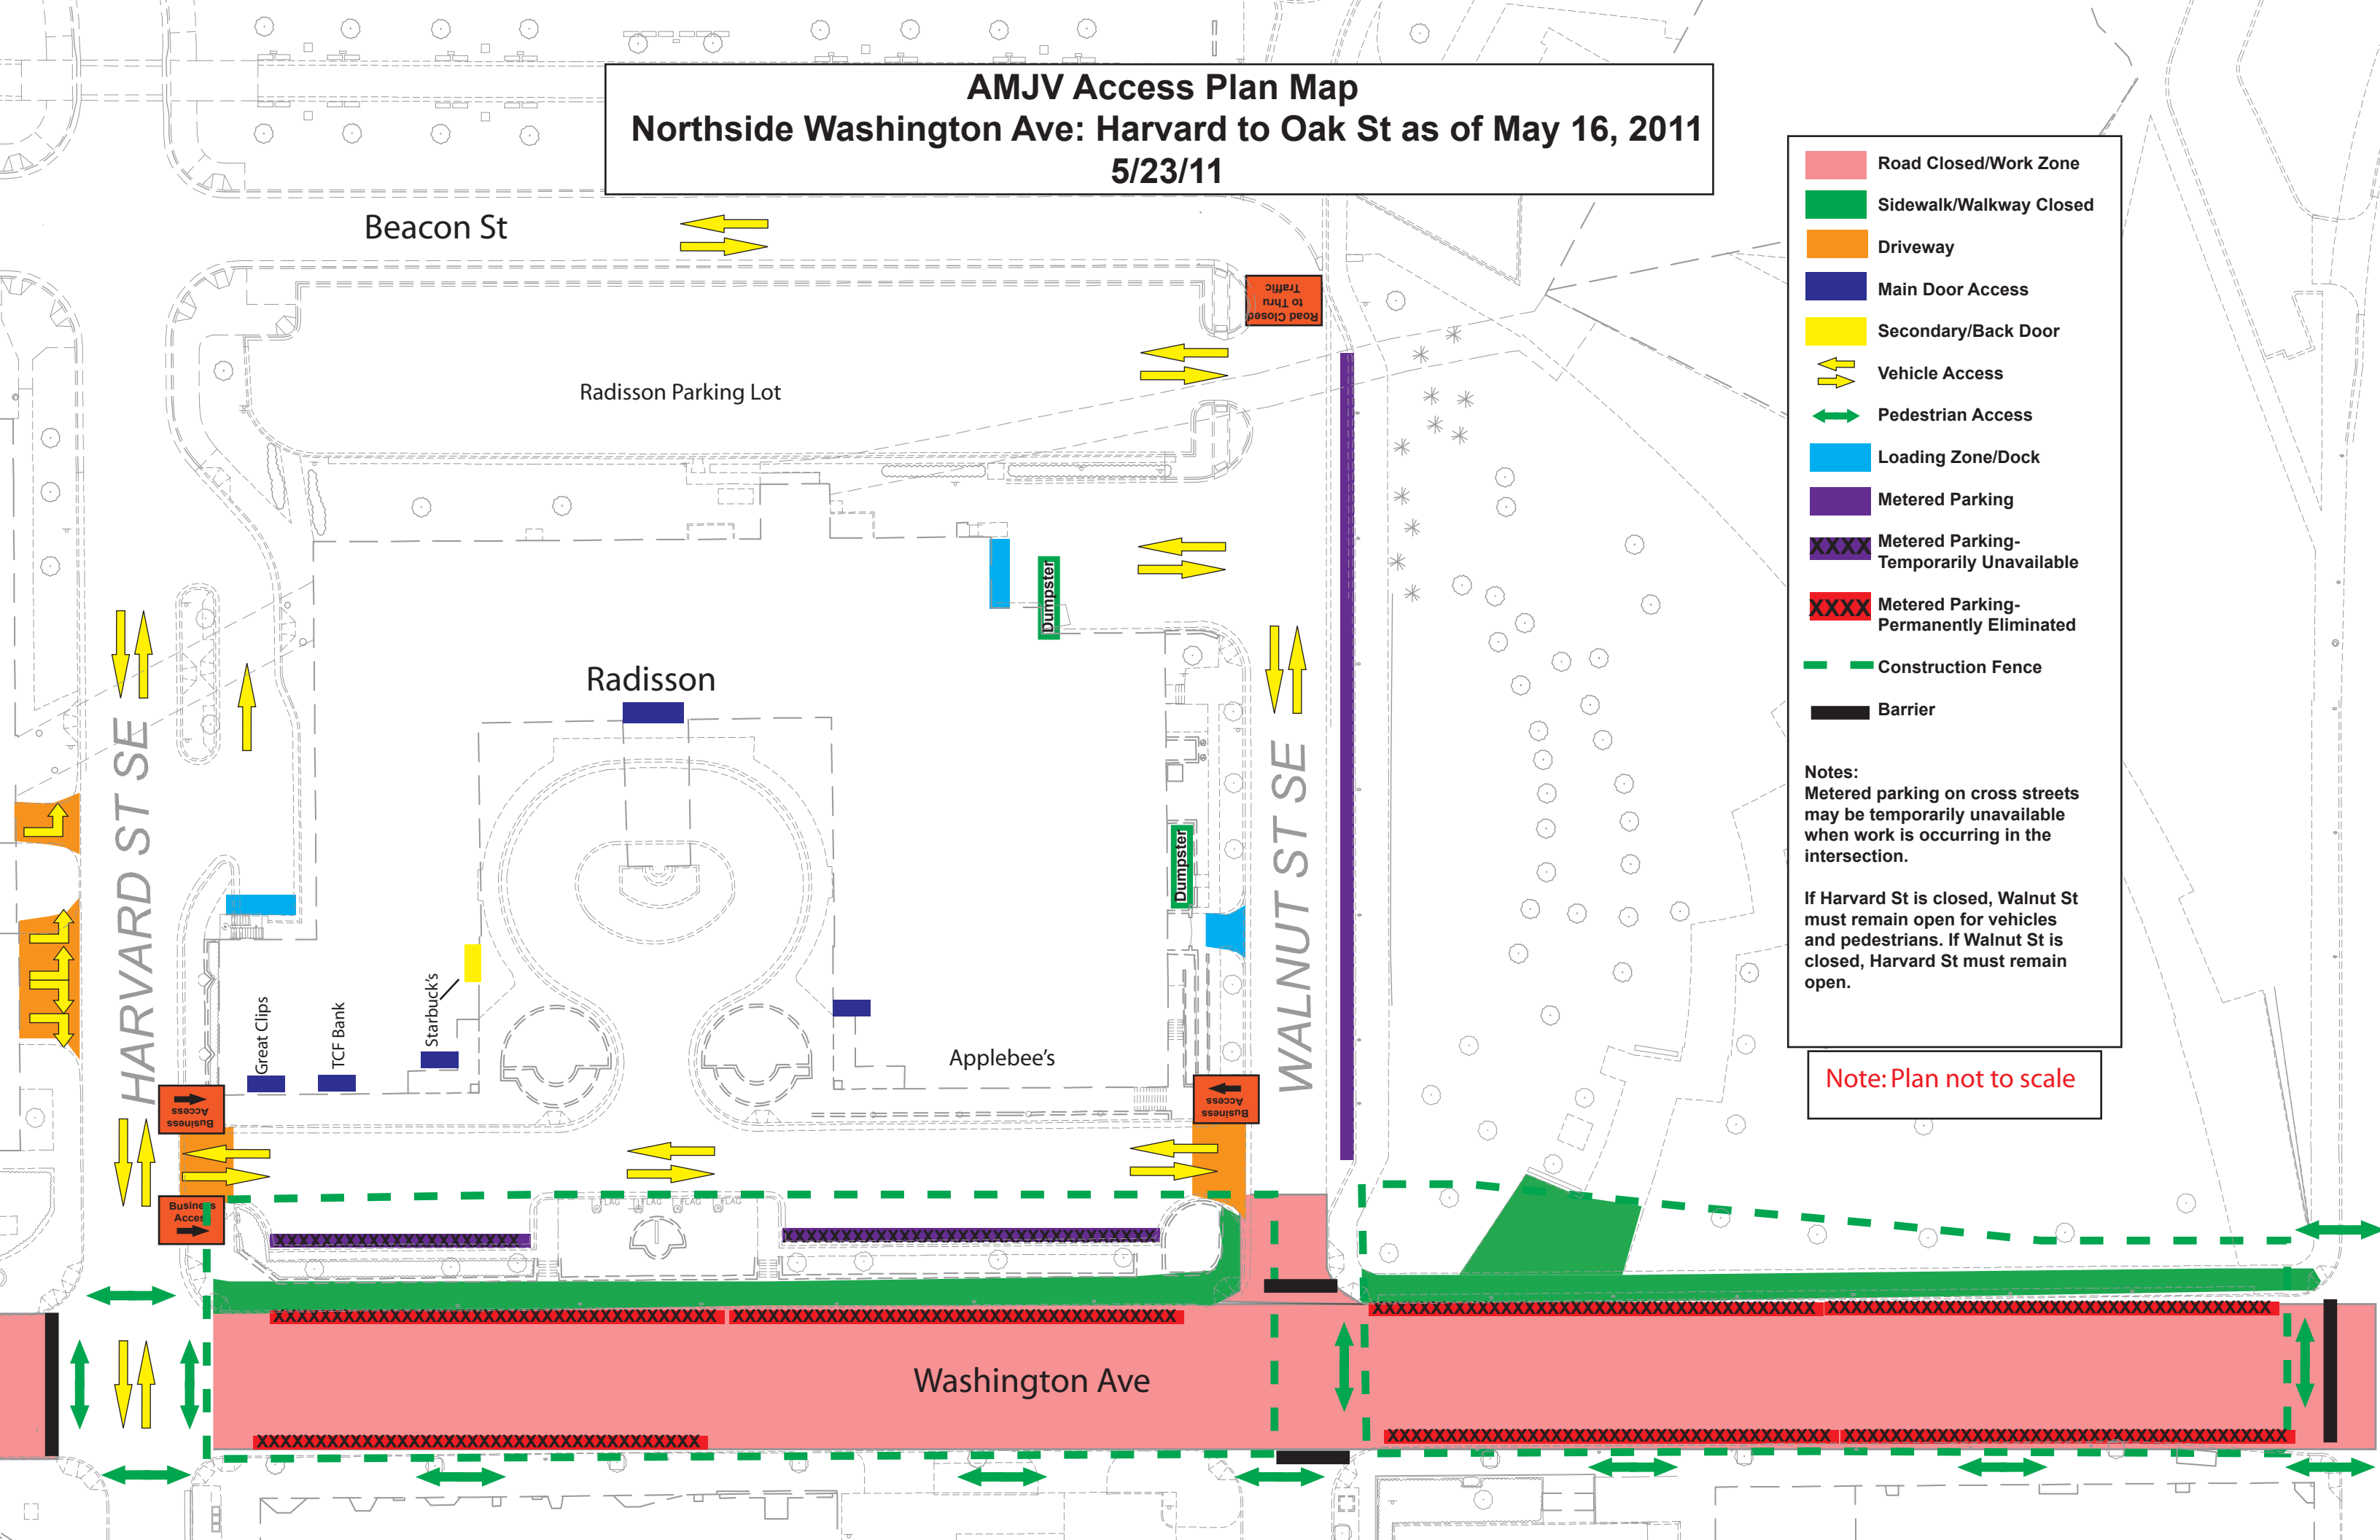 AMJV Access Plan Map
Northside Washington Ave: Harvard to Oak St as of May 16, 2011
5/23/11
Road Closed/Work Zone
Sidewalk/Walkway Closed
Driveway
Main Door Access
Secondary/Back Door
Vehicle Access
Pedestrian Access
Loading Zone/Dock
Metered Parking
XXXX Metered Parking-
Temporarily Unavailable
XXXX Metered Parking-
Permanently Eliminated
Construction Fence
Barrier
Notes:
Metered parking on cross streets
may be temporarily unavailable
when work is occurring in the
intersection.
If Harvard St is closed, Walnut St
must remain open for vehicles
and pedestrians. If Walnut St is
closed, Harvard St must remain
open.
Note: Plan not to scale
Beacon St
Road Closed
to Thru
Traffic
Radisson Parking Lot
Dumpster
Radisson
HARVARD ST SE
WALNUT ST SE
Dumpster
Great Clips
TCF Bank
Starbuck's
Applebee's
Business
Access
Business
Access
Business
Access
FLAG
FLAG
FLAG
FLAG
Washington Ave